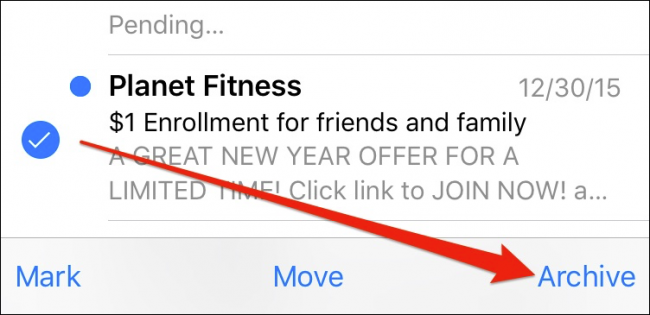 Pending...
Planet Fitness 12/30/15
$1 Enrollment for friends and family
A GREAT NEW YEAR OFFER FOR A
LIMITED TIME! Click link to JOIN NOW! a...
Mark Move Archive